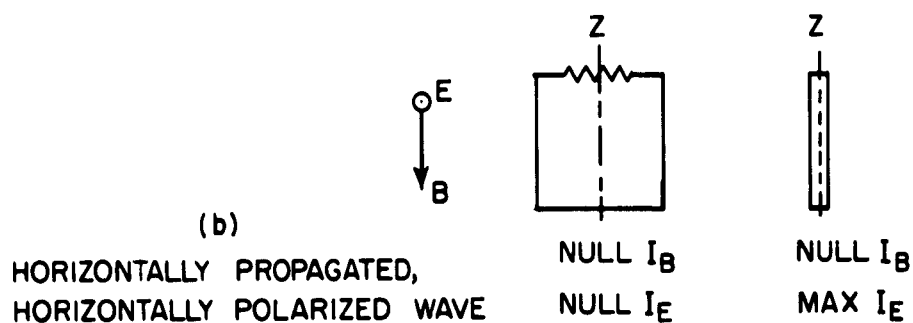 Z
Z
E
B
(b)
HORIZONTALLY PROPAGATED,
HORIZONTALLY POLARIZED WAVE
NULL I_B
NULL I_E
NULL I_B
MAX I_E